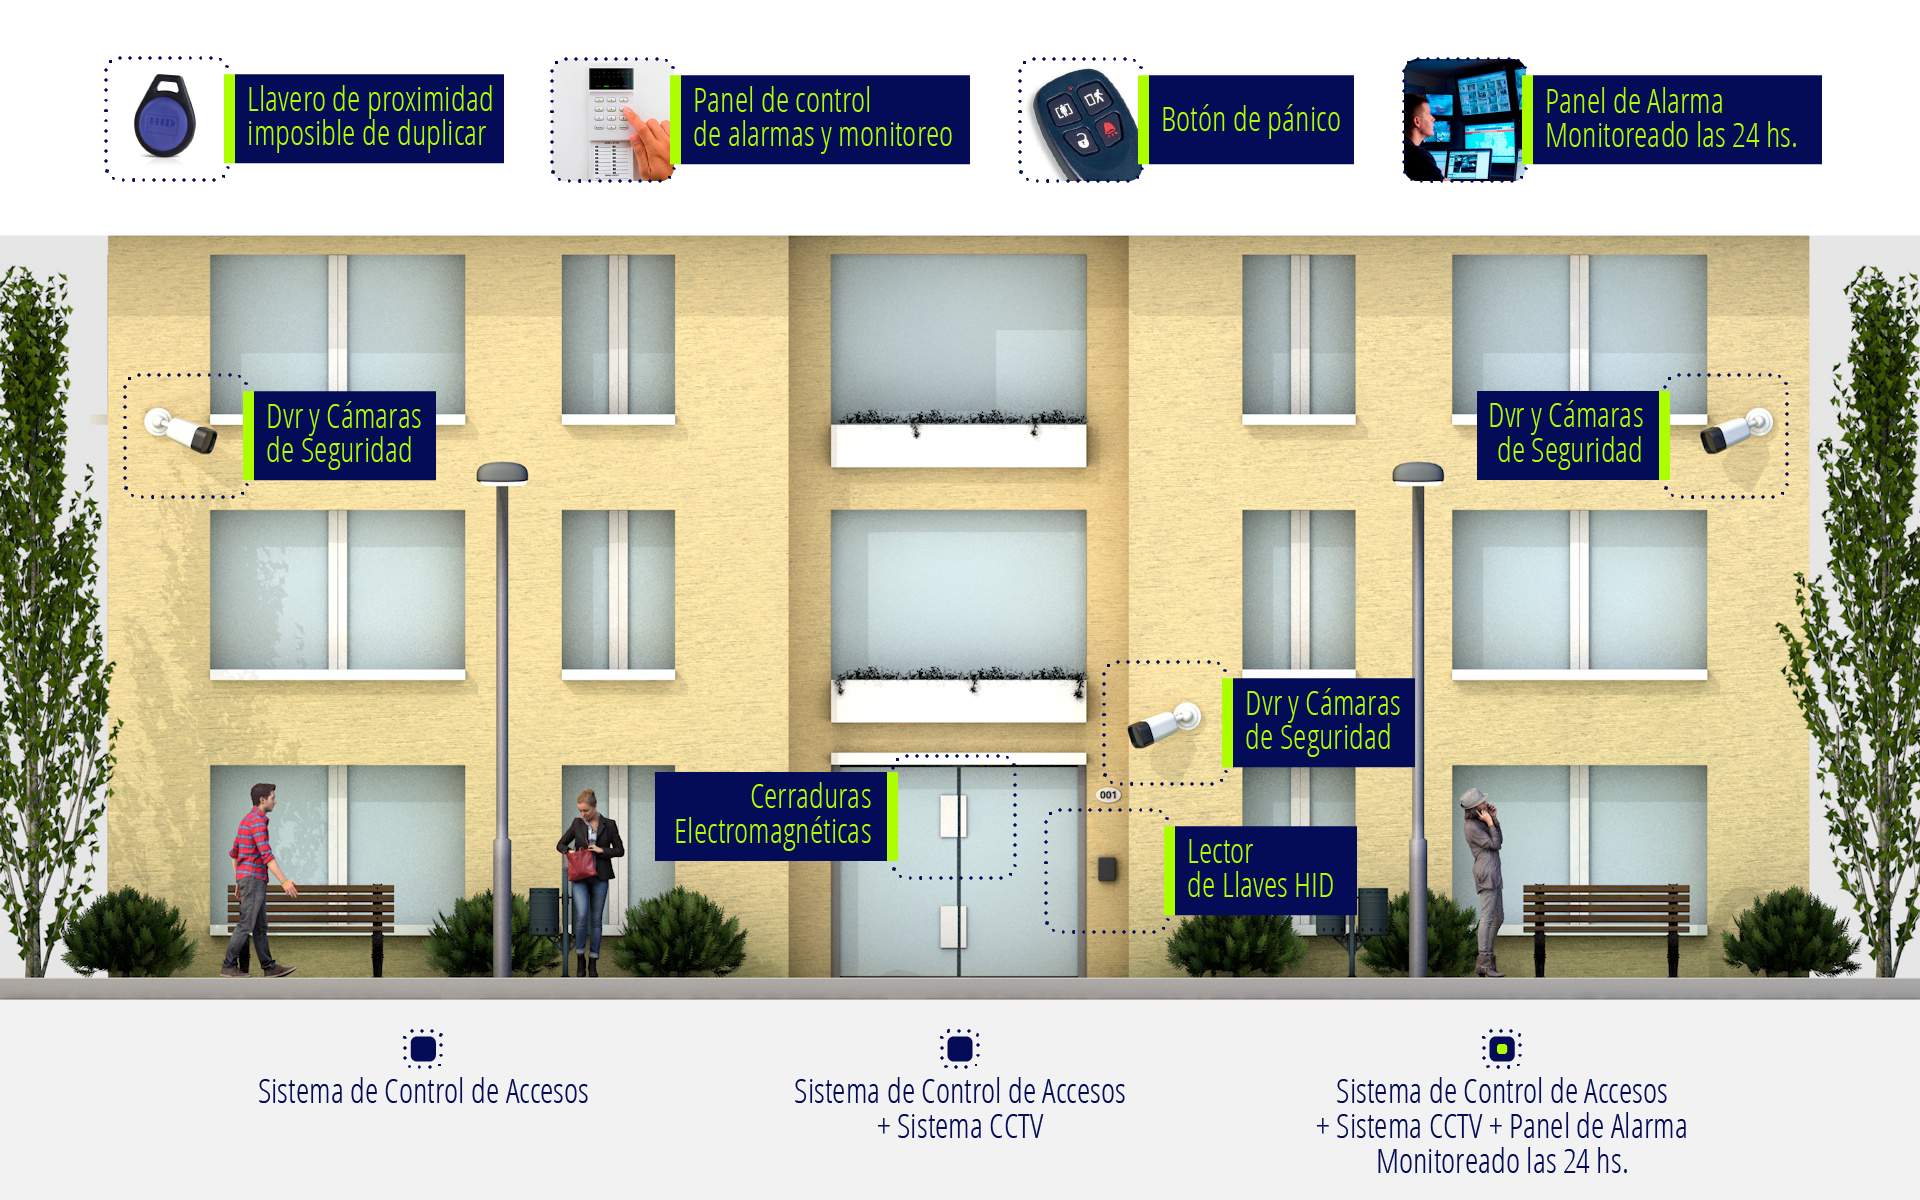 Llavero de proximidad
imposible de duplicar
Panel de control
de alarmas y monitoreo
Botón de pánico
Panel de Alarma
Monitoreado las 24 hs.
Dvr y Cámaras
de Seguridad
Dvr y Cámaras
de Seguridad
Dvr y Cámaras
de Seguridad
Cerraduras
Electromagnéticas
001
Lector
de Llaves HID
Sistema de Control de Accesos
Sistema de Control de Accesos
+ Sistema CCTV
Sistema de Control de Accesos
+ Sistema CCTV + Panel de Alarma
Monitoreado las 24 hs.